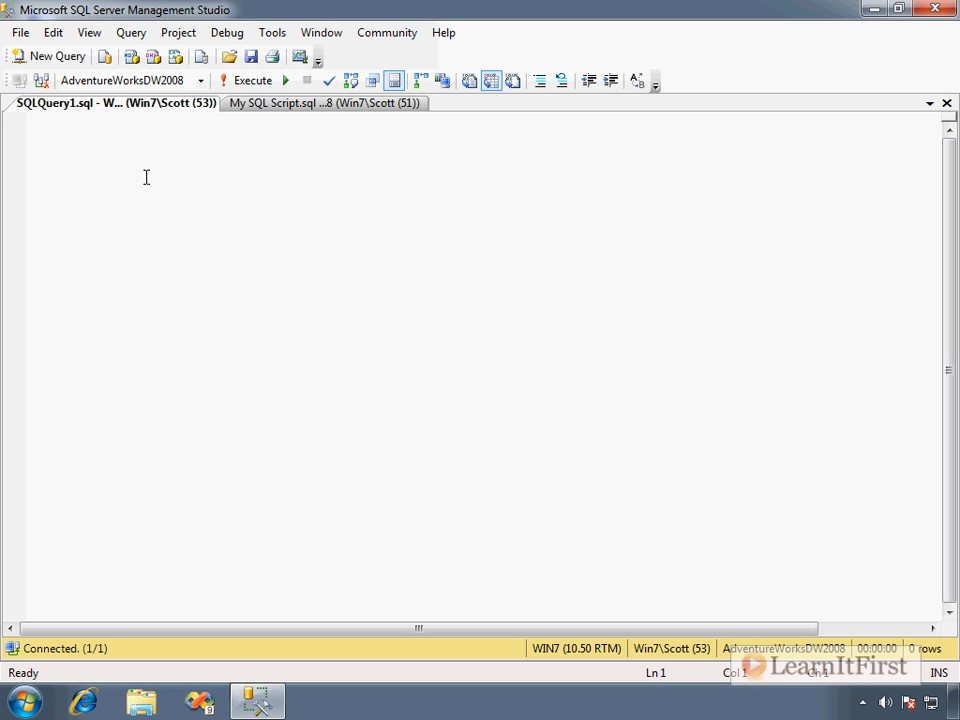 Microsoft SQL Server Management Studio
File Edit View Query Project Debug Tools Window Community Help
New Query
AdventureWorksDW2008 Execute
SQLQuery1.sql - W... (Win7\Scott (53)) My SQL Script.sql ...8 (Win7\Scott (51))
Connected. (1/1) WIN7 (10.50 RTM) Win7\Scott (53) AdventureWorksDW2008 00:00:00 0 rows
Ready Ln 1 Col 1 Ch 1 INS
LearnItFirst